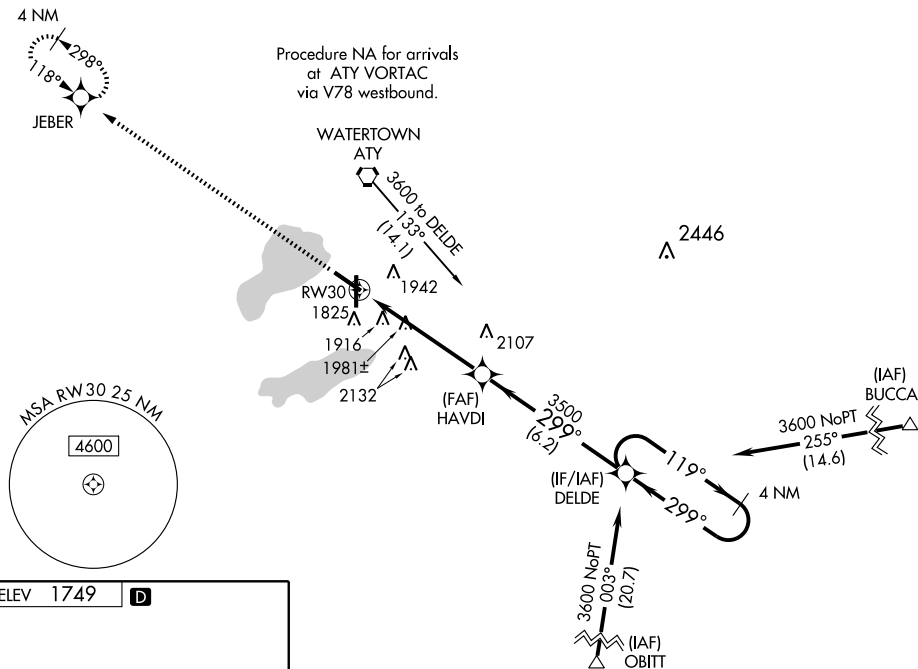 4 NM
298°
118°
JEBER
Procedure NA for arrivals
at ATY VORTAC
via V78 westbound.
WATERTOWN
ATY
3600 to DELDE
133°
(14.1)
2446
RW30
1942
1825
1916
1981±
2132
2107
(FAF)
HAVDI
3500
299°
(6.2)
(IAF)
BUCCA
3600 NoPT
255°
(14.6)
(IF/IAF)
DELDE
119°
299°
4 NM
MSA RW30 25 NM
4600
3600 NoPT
003°
(20.7)
(IAF)
OBITT
ELEV 1749 D